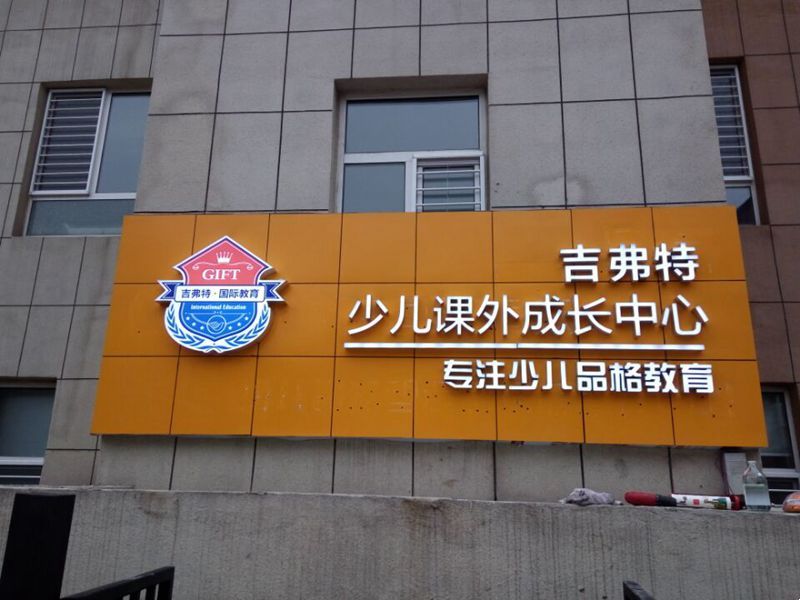 GIFT
吉弗特·国际教育
International Education
吉弗特
少儿课外成长中心
专注少儿品格教育